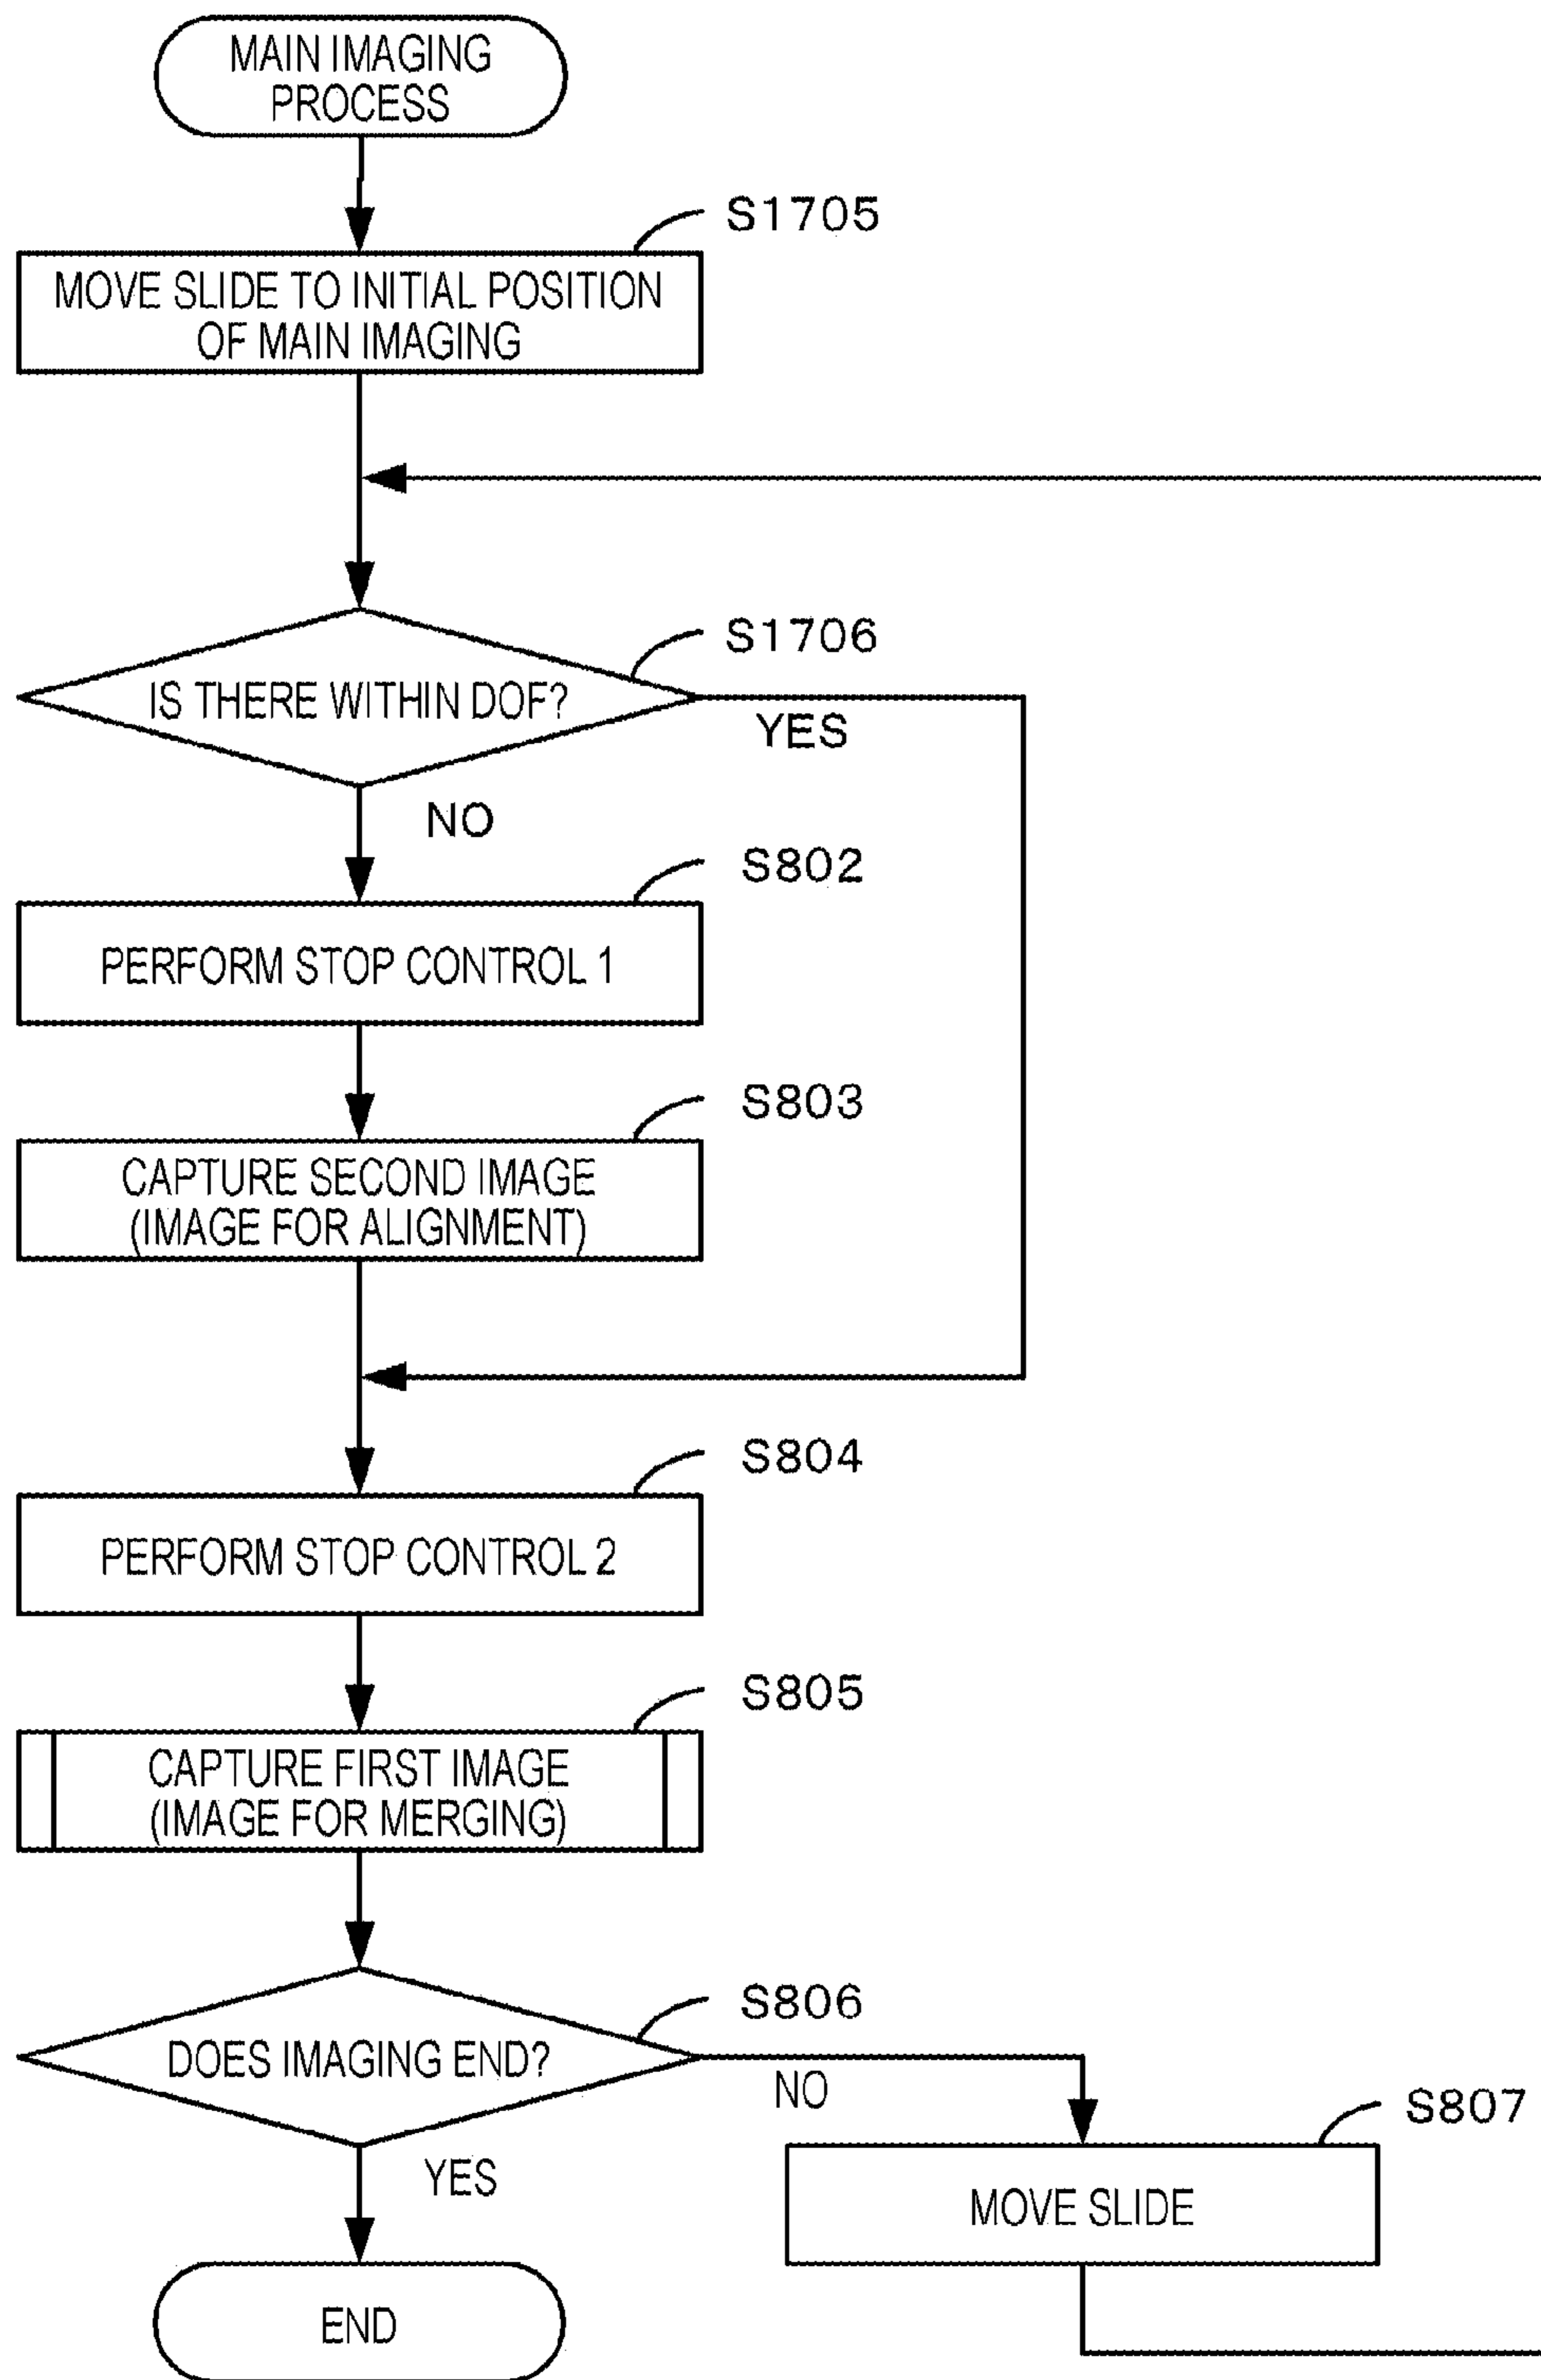 MAIN IMAGING
PROCESS
S1705
MOVE SLIDE TO INITIAL POSITION
OF MAIN IMAGING
S1706
IS THERE WITHIN DOF?
YES
NO
S802
PERFORM STOP CONTROL 1
S803
CAPTURE SECOND IMAGE
(IMAGE FOR ALIGNMENT)
S804
PERFORM STOP CONTROL 2
S805
CAPTURE FIRST IMAGE
(IMAGE FOR MERGING)
S806
DOES IMAGING END?
NO
S807
YES
MOVE SLIDE
END